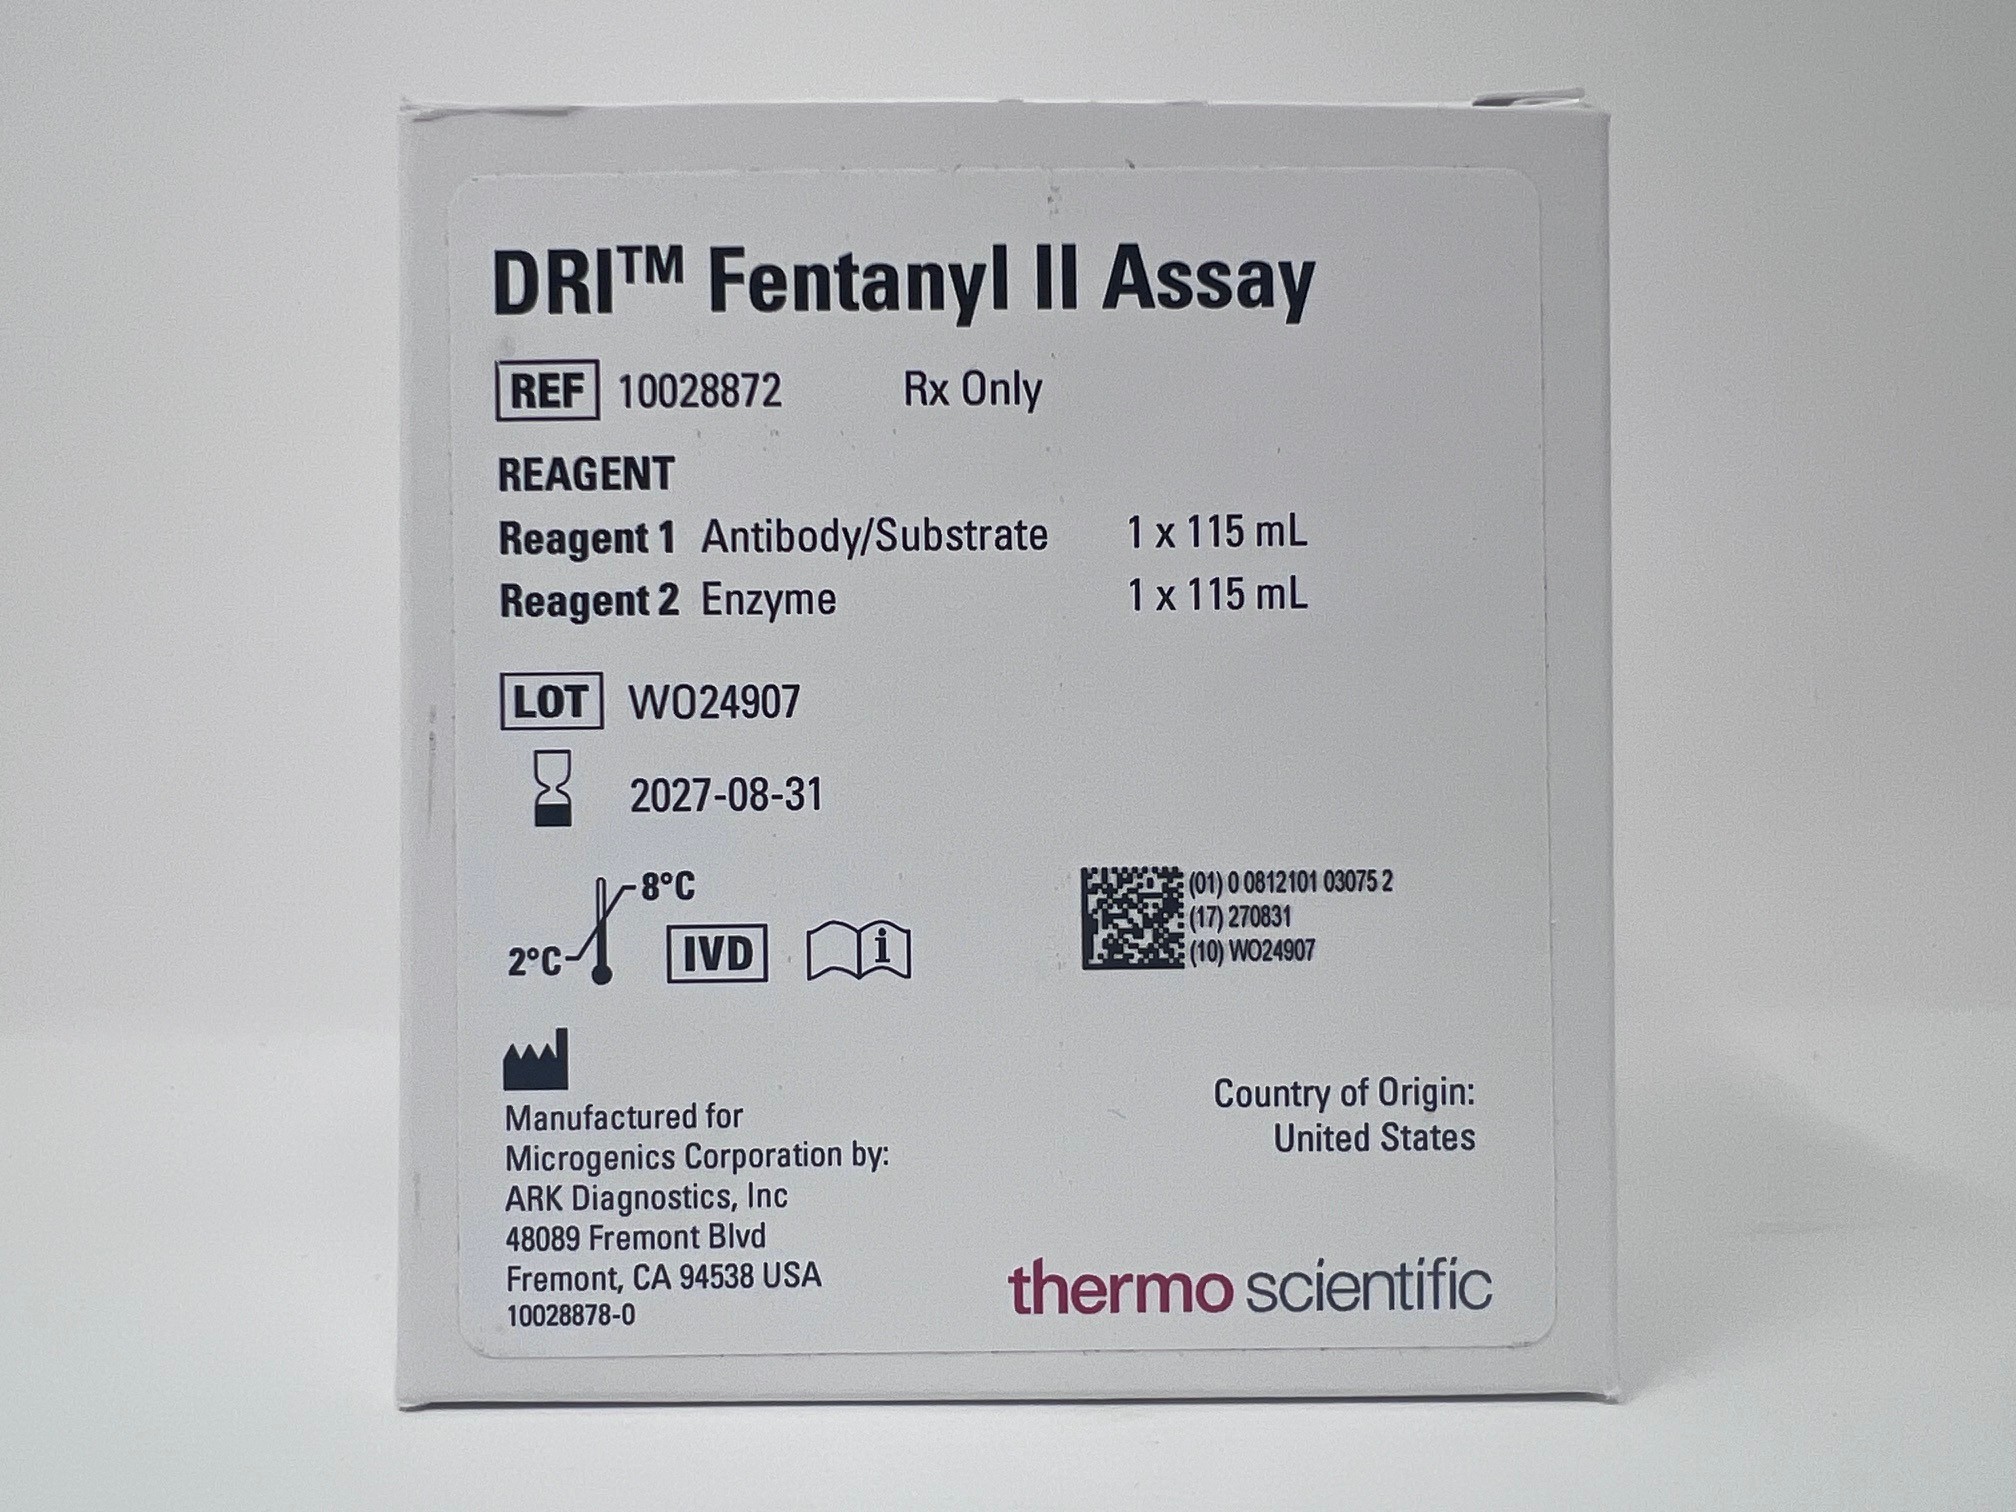 DRI™ Fentanyl II Assay
REF 10028872 Rx Only
REAGENT
Reagent 1 Antibody/Substrate 1 x 115 mL
Reagent 2 Enzyme 1 x 115 mL
LOT WO24907
2027-08-31
8°C
2°C IVD i
(01) 0 0812101 03075 2
(17) 270831
(10) WO24907
Manufactured for
Microgenics Corporation by:
ARK Diagnostics, Inc
48089 Fremont Blvd
Fremont, CA 94538 USA
10028878-0
Country of Origin:
United States
thermo scientific